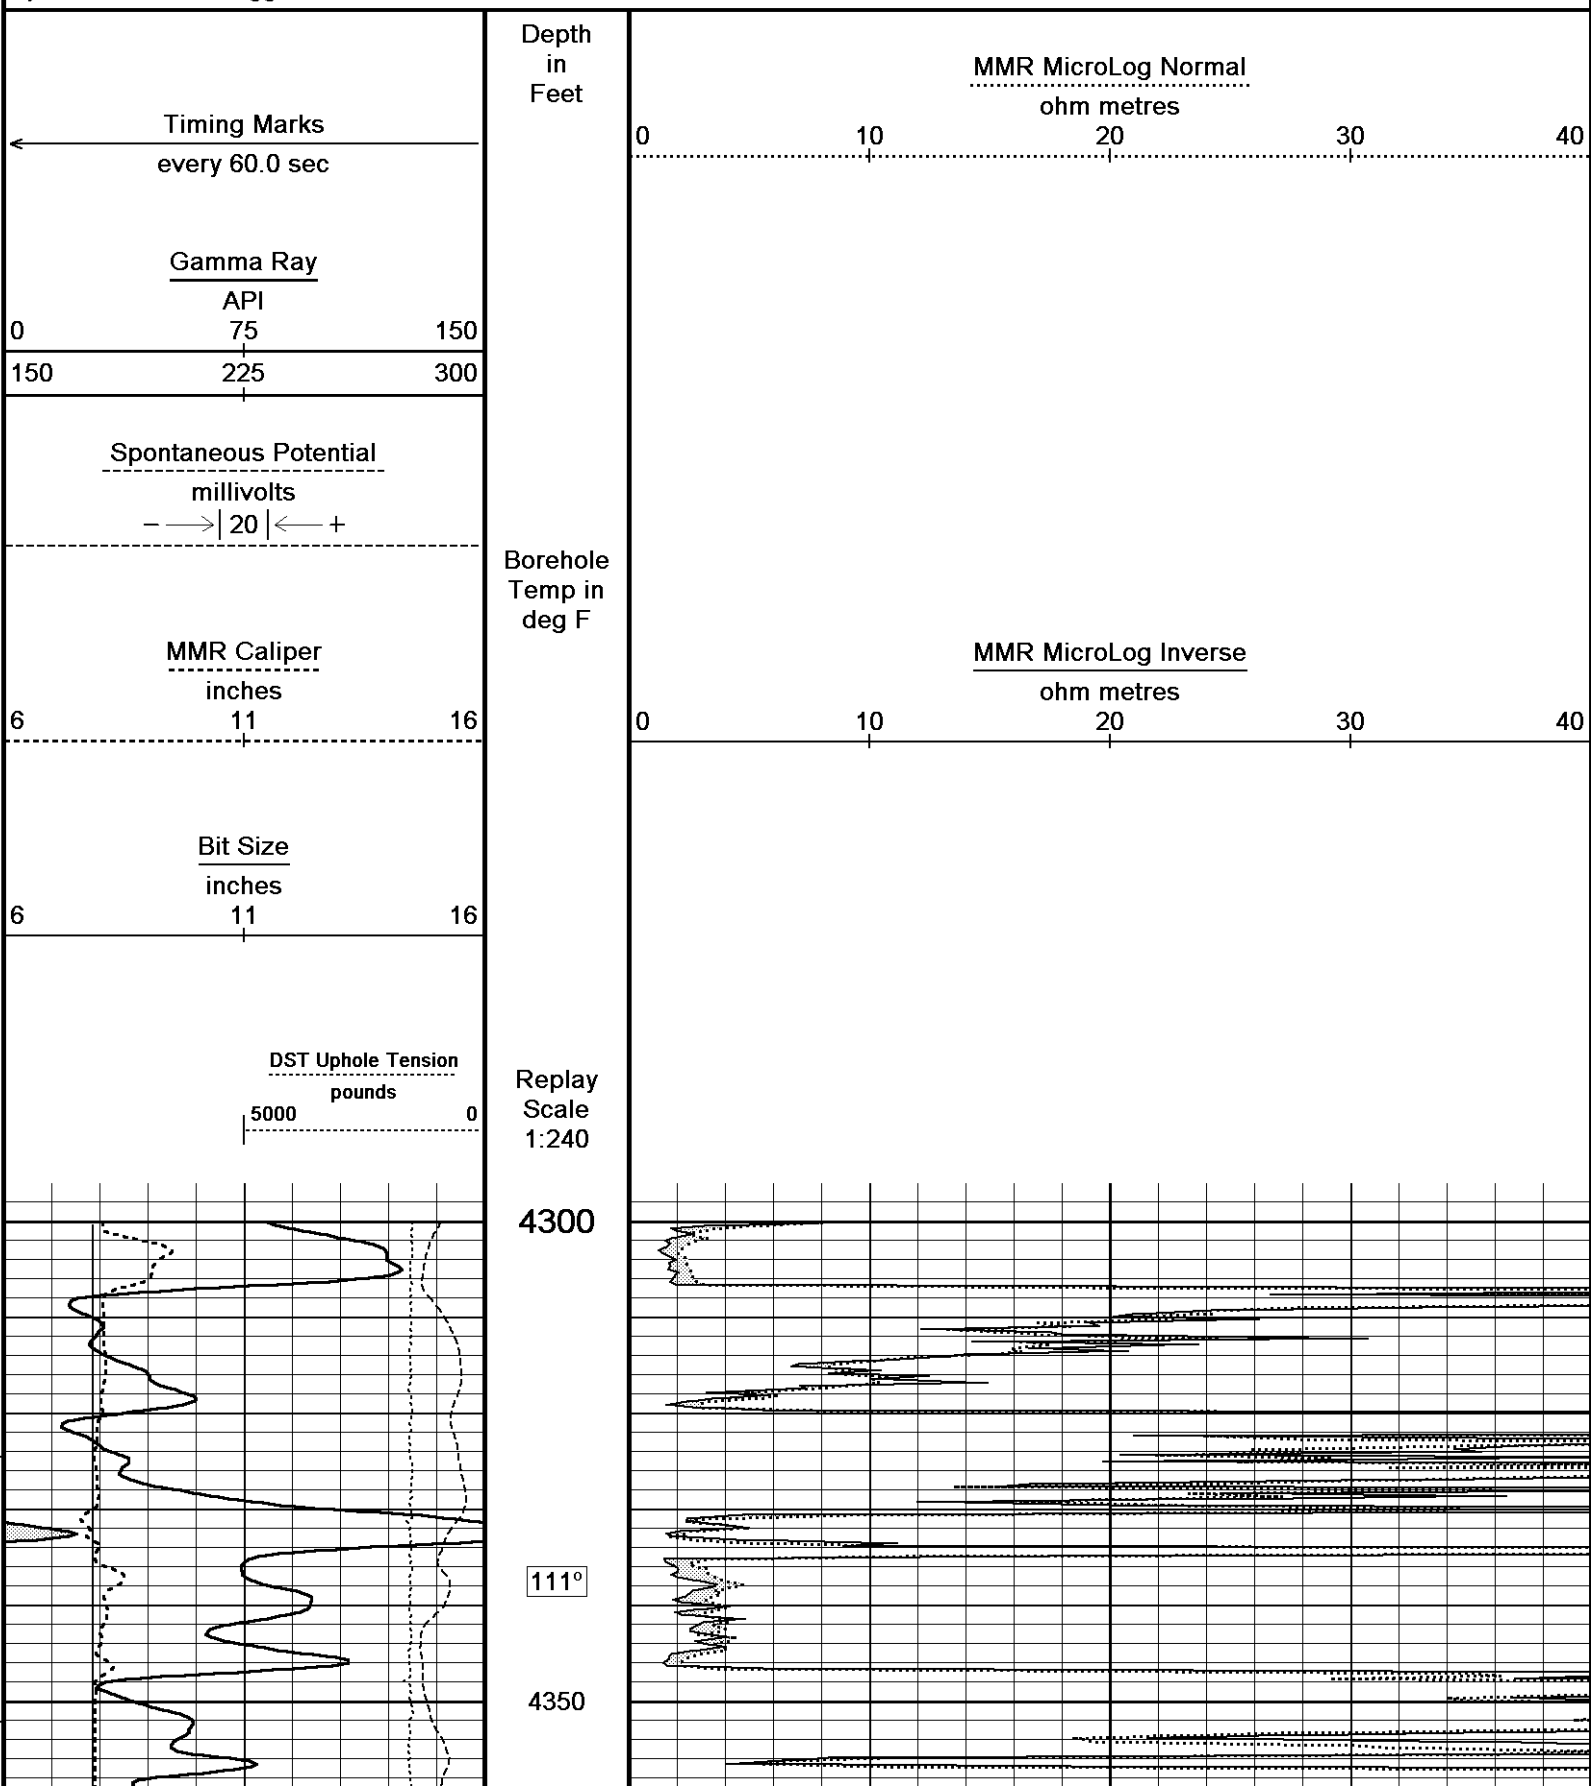 Depth
in
Feet
MMR MicroLog Normal
ohm metres
0 10 20 30 40
Timing Marks
every 60.0 sec
Gamma Ray
API
0 75 150
150 225 300
Spontaneous Potential
millivolts
− 20 +
Borehole
Temp in
deg F
MMR Caliper
inches
6 11 16
MMR MicroLog Inverse
ohm metres
0 10 20 30 40
Bit Size
inches
6 11 16
DST Uphole Tension
pounds
5000 0
Replay
Scale
1:240
4300
111º
4350